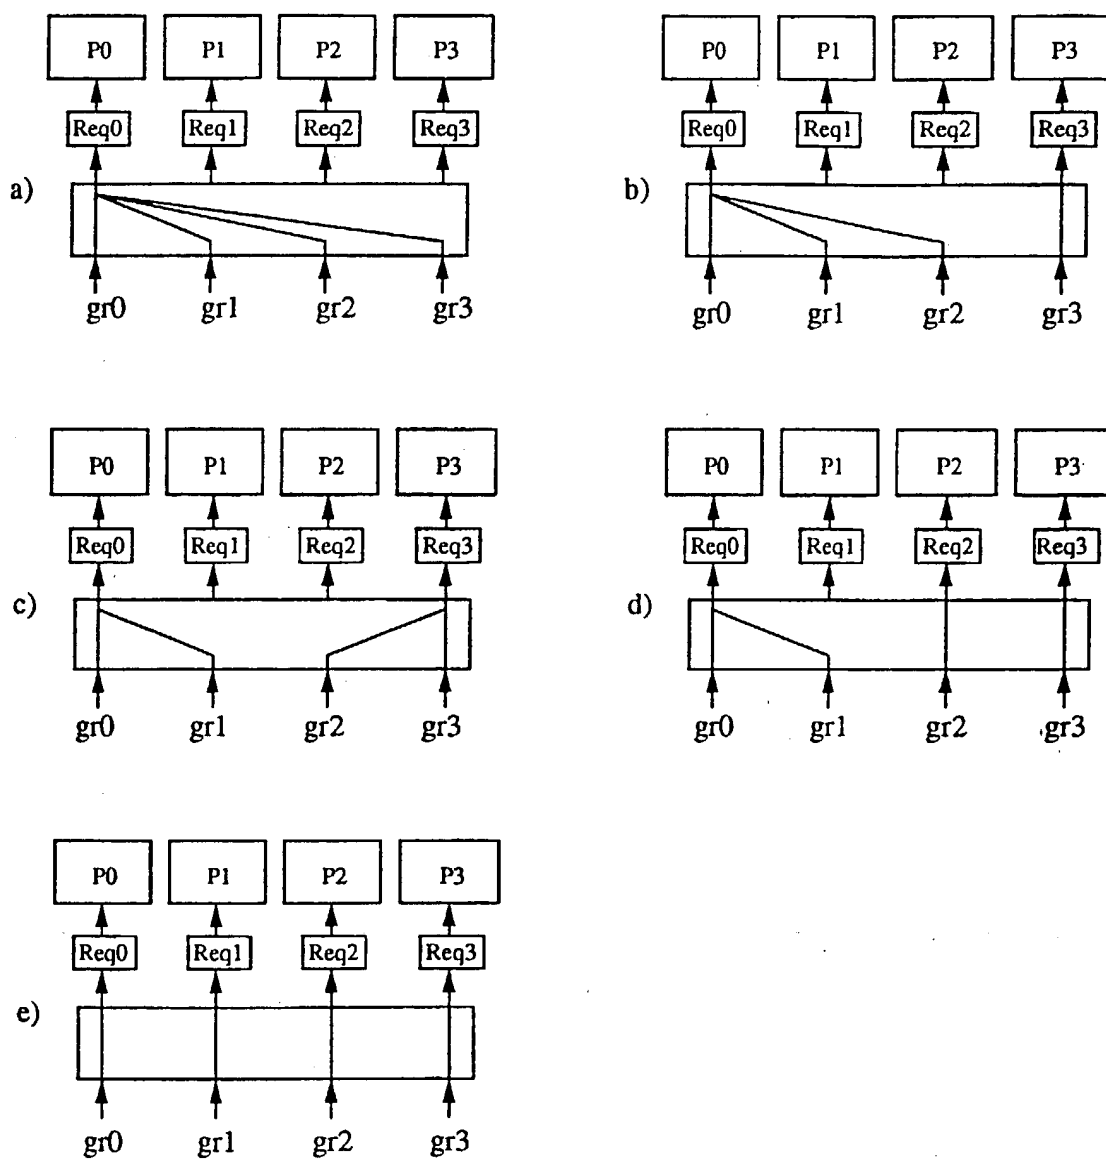 P0 P1 P2 P3
Req0 Req1 Req2 Req3
a)
gr0 gr1 gr2 gr3
P0 P1 P2 P3
Req0 Req1 Req2 Req3
b)
gr0 gr1 gr2 gr3
P0 P1 P2 P3
Req0 Req1 Req2 Req3
c)
gr0 gr1 gr2 gr3
P0 P1 P2 P3
Req0 Req1 Req2 Req3
d)
gr0 gr1 gr2 gr3
P0 P1 P2 P3
Req0 Req1 Req2 Req3
e)
gr0 gr1 gr2 gr3